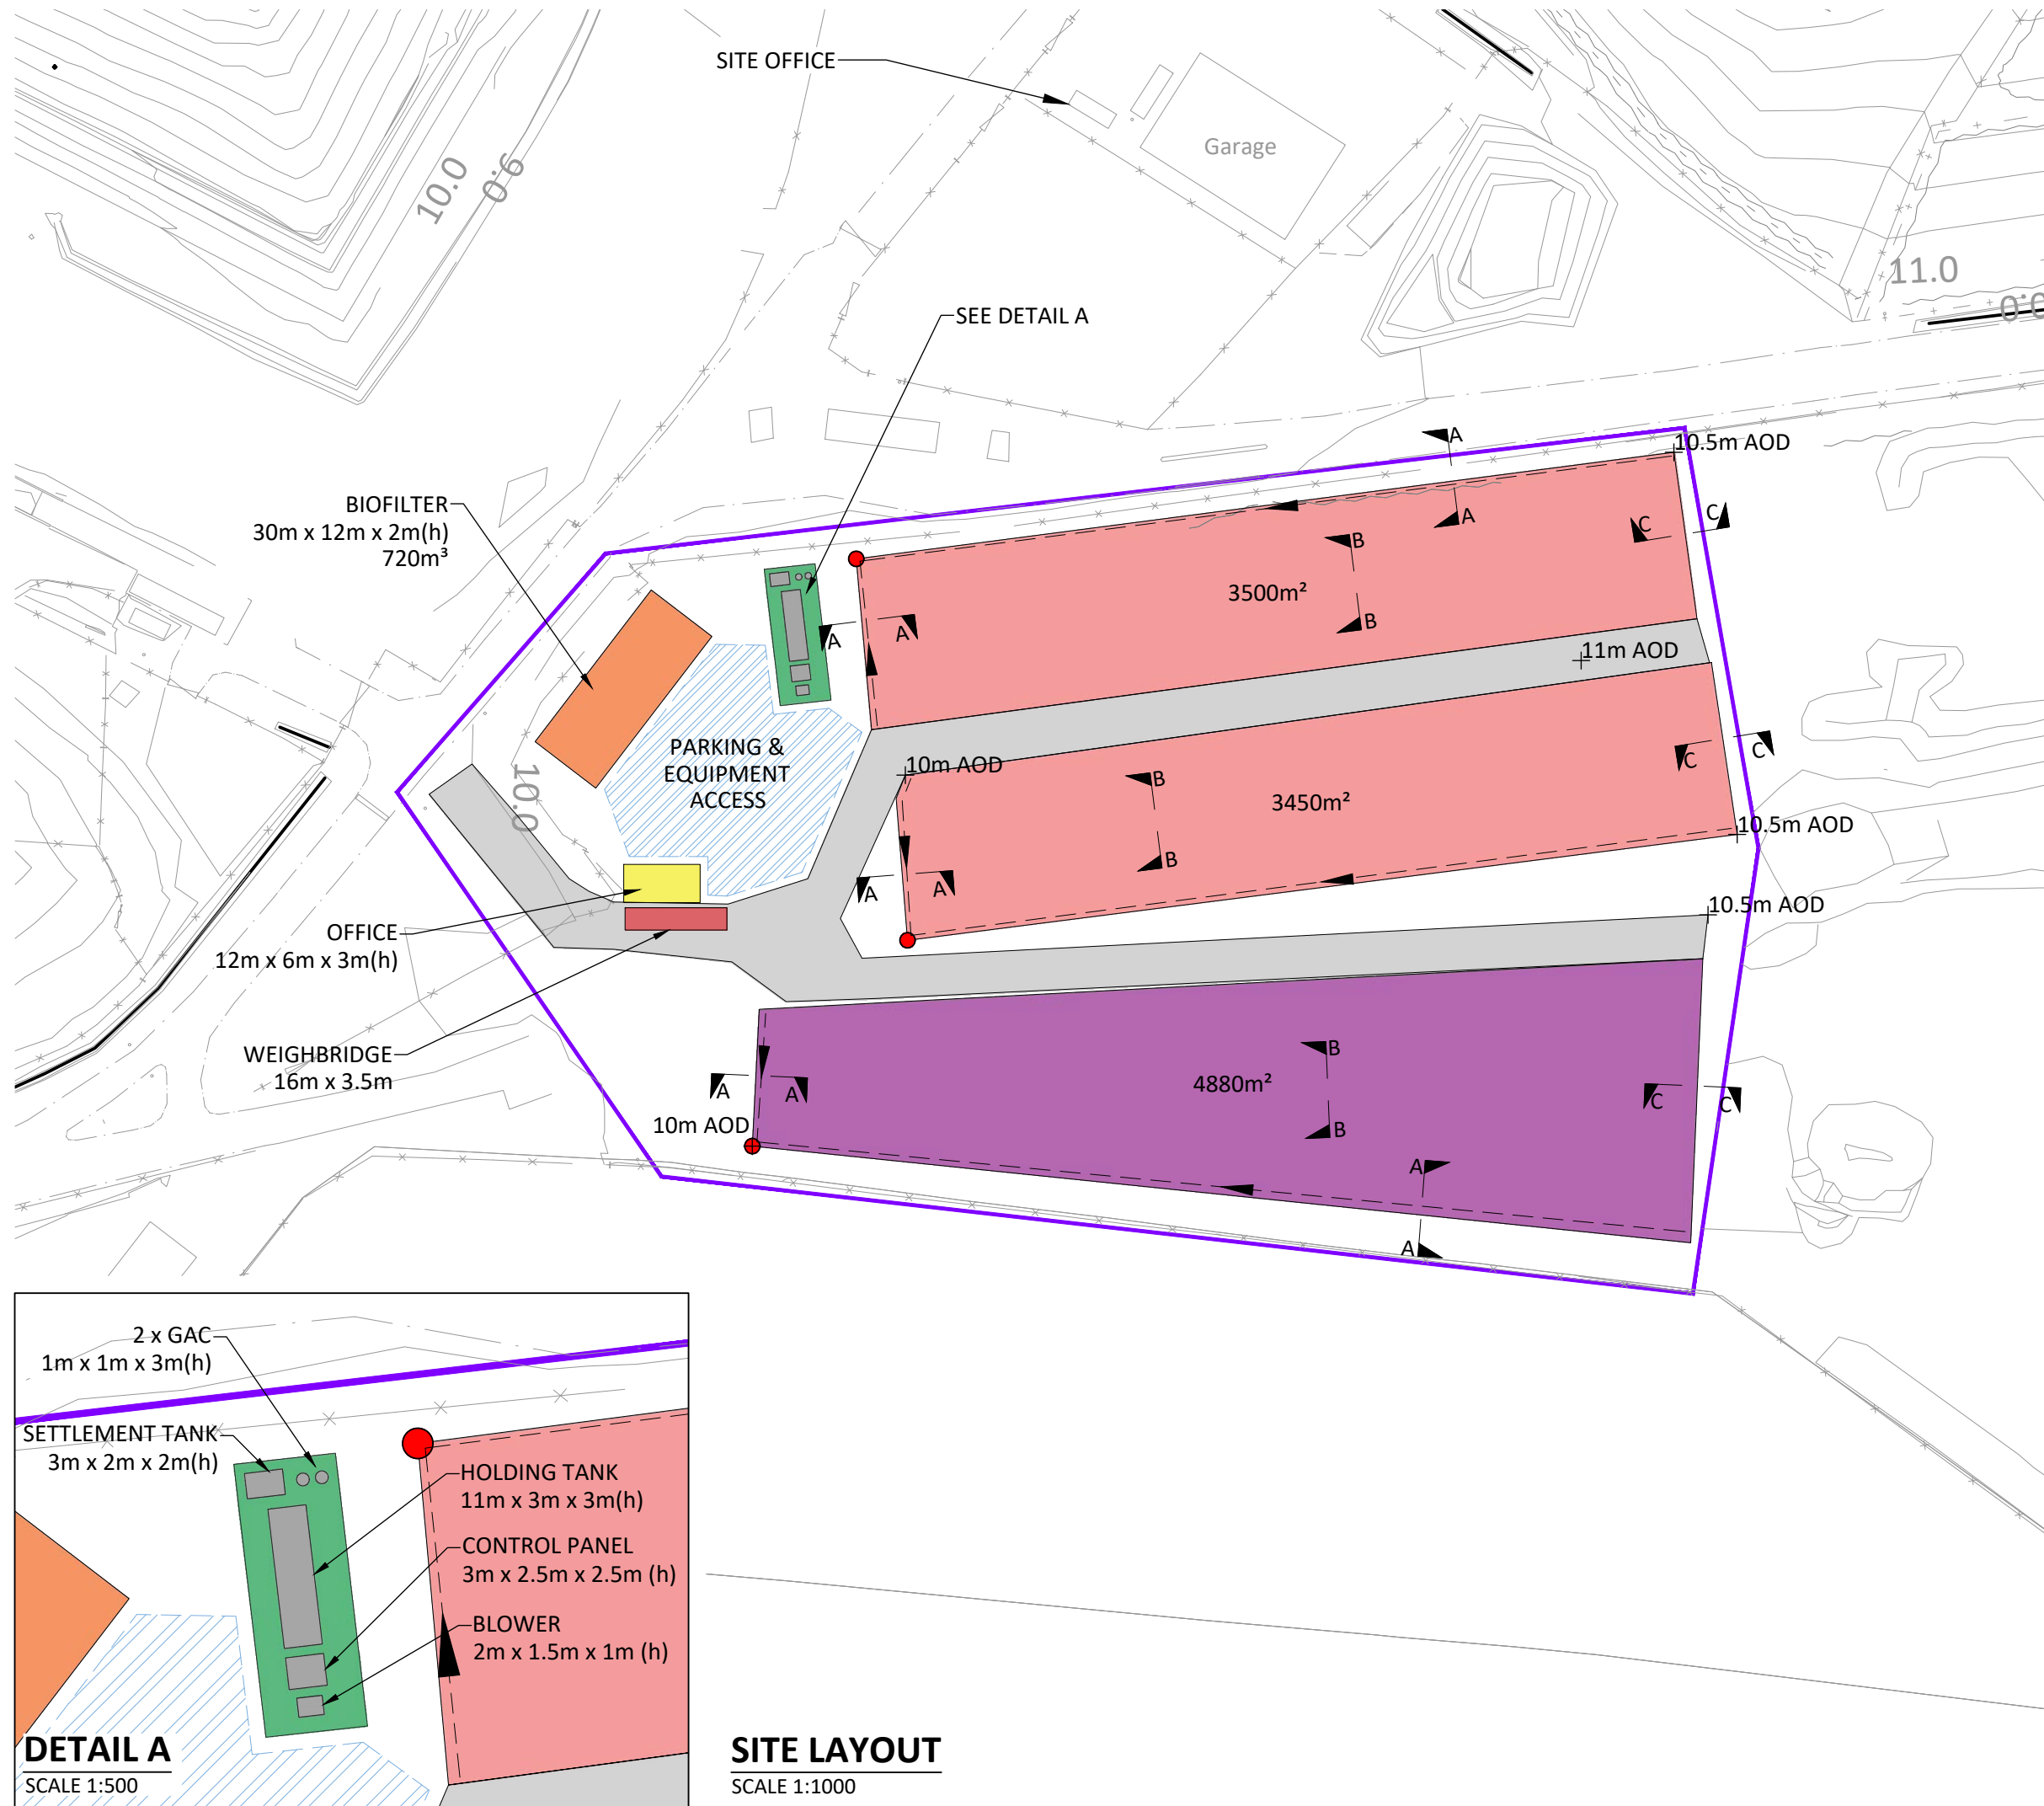 SITE OFFICE
Garage
10.0
9.0
11.0
0.0
SEE DETAIL A
A
10.5m AOD
BIOFILTER
30m x 12m x 2m(h)
720m³
A
C
C
B
3500m²
B
A
A
11m AOD
PARKING &
EQUIPMENT
ACCESS
10m AOD
10.0
B
3450m²
B
C
C
10.5m AOD
A
A
OFFICE
12m x 6m x 3m(h)
10.5m AOD
WEIGHBRIDGE
16m x 3.5m
B
4880m²
B
A
A
C
C
10m AOD
A
A
2 x GAC
1m x 1m x 3m(h)
SETTLEMENT TANK
3m x 2m x 2m(h)
HOLDING TANK
11m x 3m x 3m(h)
CONTROL PANEL
3m x 2.5m x 2.5m (h)
BLOWER
2m x 1.5m x 1m (h)
DETAIL A
SCALE 1:500
SITE LAYOUT
SCALE 1:1000